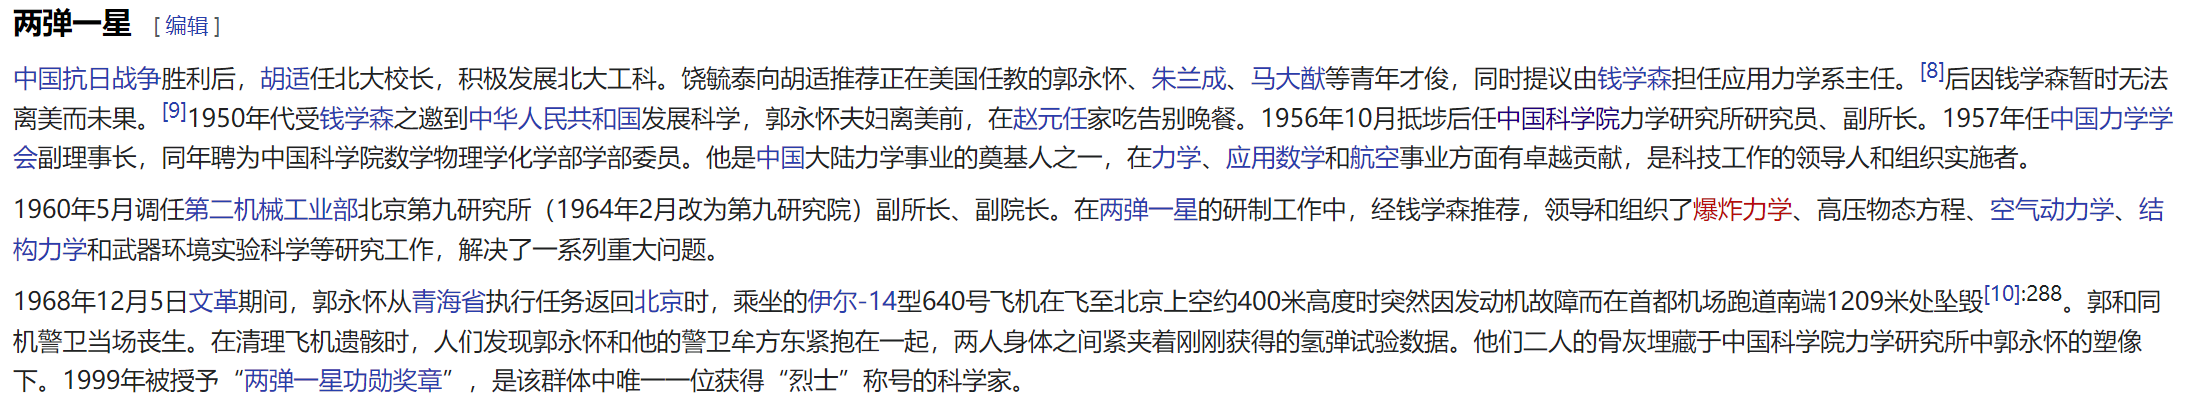 两弹一星 [编辑]
中国抗日战争胜利后，胡适任北大校长，积极发展北大工科。饶毓泰向胡适推荐正在美国任教的郭永怀、朱兰成、马大猷等青年才俊，同时提议由钱学森担任应用力学系主任。[8]后因钱学森暂时无法
离美而未果。[9]1950年代受钱学森之邀到中华人民共和国发展科学，郭永怀夫妇离美前，在赵元任家吃告别晚餐。1956年10月抵埗后任中国科学院力学研究所研究员、副所长。1957年任中国力学学
会副理事长，同年聘为中国科学院数学物理学化学部学部委员。他是中国大陆力学事业的奠基人之一，在力学、应用数学和航空事业方面有卓越贡献，是科技工作的领导人和组织实施者。
1960年5月调任第二机械工业部北京第九研究所（1964年2月改为第九研究院）副所长、副院长。在两弹一星的研制工作中，经钱学森推荐，领导和组织了爆炸力学、高压物态方程、空气动力学、结
构力学和武器环境实验科学等研究工作，解决了一系列重大问题。
1968年12月5日文革期间，郭永怀从青海省执行任务返回北京时，乘坐的伊尔-14型640号飞机在飞至北京上空约400米高度时突然因发动机故障而在首都机场跑道南端1209米处坠毁[10]:288。郭和同
机警卫当场丧生。在清理飞机遗骸时，人们发现郭永怀和他的警卫牟方东紧抱在一起，两人身体之间紧夹着刚刚获得的氢弹试验数据。他们二人的骨灰埋藏于中国科学院力学研究所中郭永怀的塑像
下。1999年被授予“两弹一星功勋奖章”，是该群体中唯一一位获得“烈士”称号的科学家。